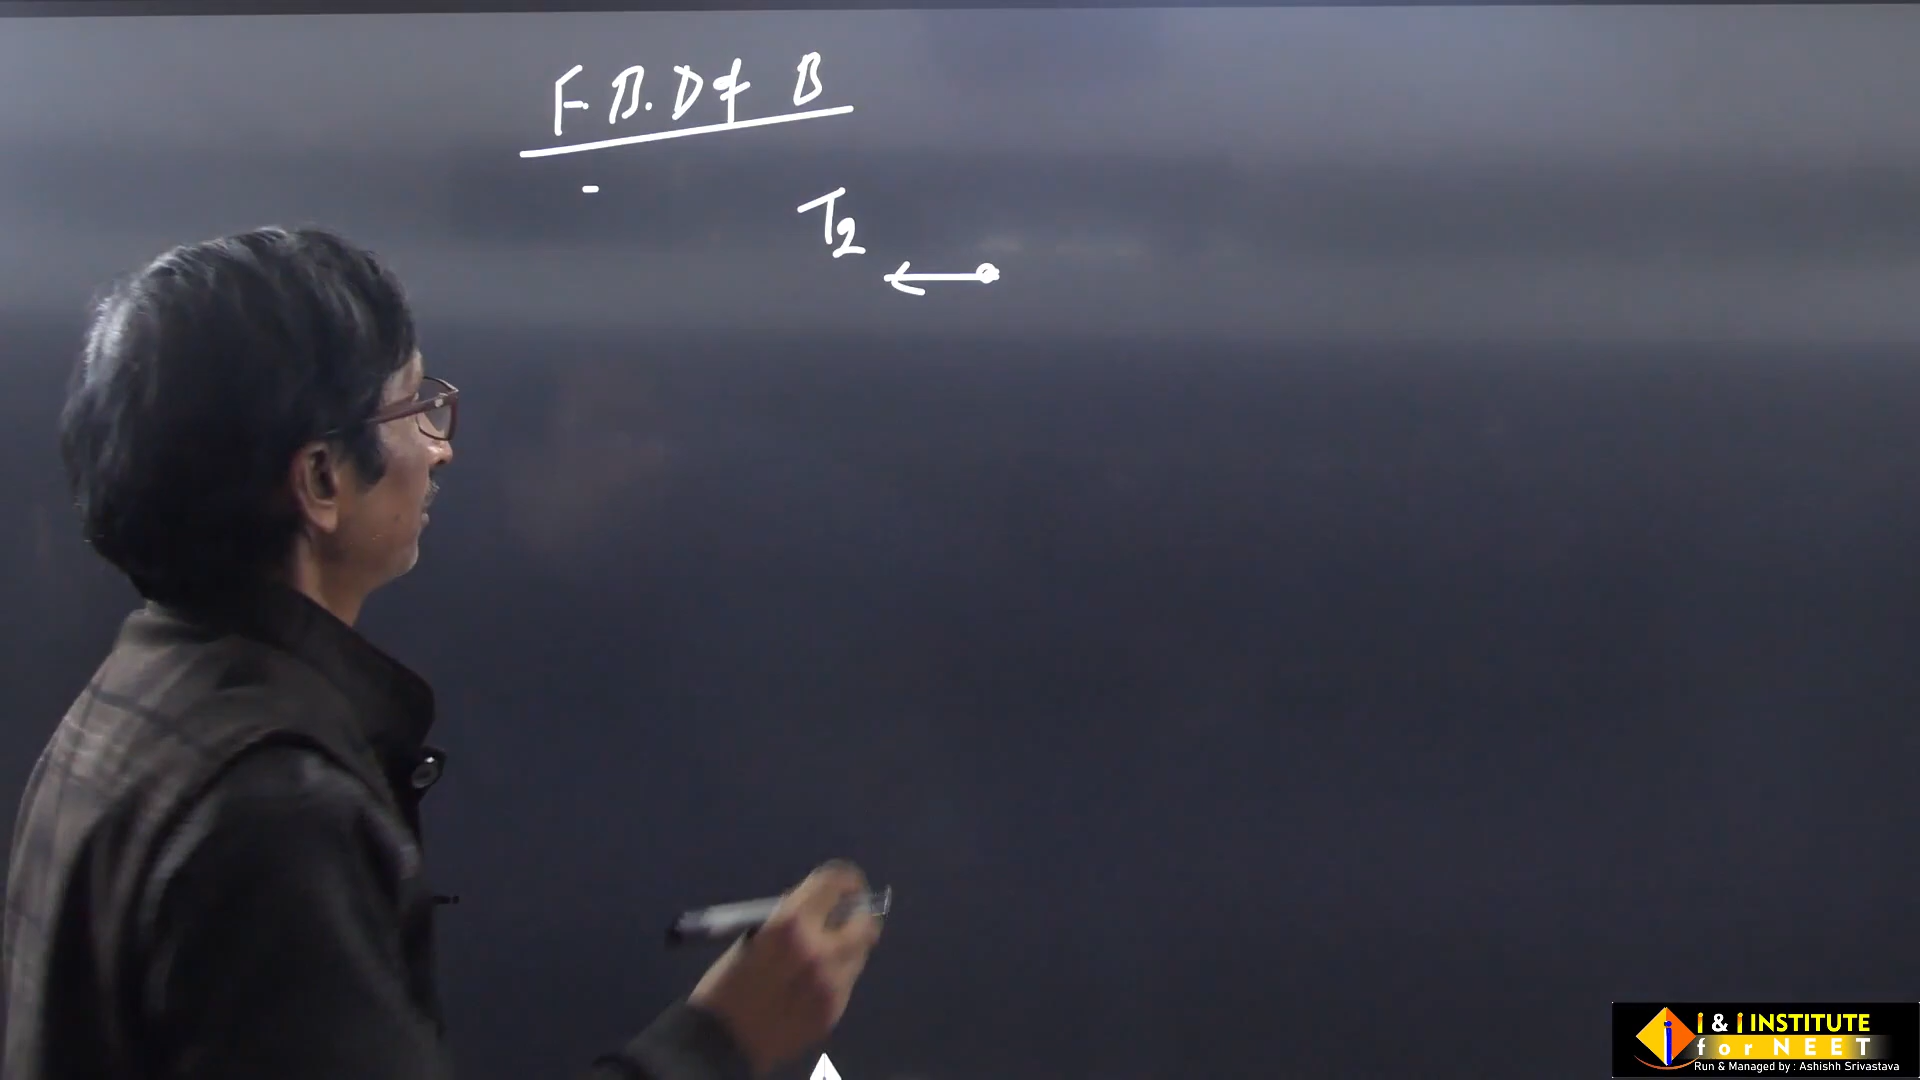 F.B.D of B
T2
i & i INSTITUTE
for NEET
Run & Managed by : Ashishh Srivastava